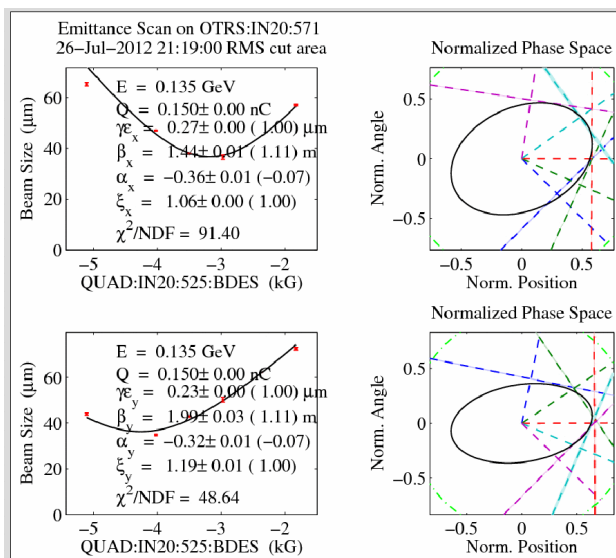 Emittance Scan on OTRS:IN20:571
26-Jul-2012 21:19:00 RMS cut area
Beam Size (μm)
60
40
20
0
E = 0.135 GeV
Q = 0.150± 0.00 nC
γε_x = 0.27± 0.00 ( 1.00) μm
β_x = 1.44± 0.01 ( 1.11) m
α_x = −0.36± 0.01 (−0.07)
ξ_x = 1.06± 0.00 ( 1.00)
χ²/NDF = 91.40
−5 −4 −3 −2
QUAD:IN20:525:BDES (kG)
Normalized Phase Space
Norm. Angle
0.5
0
−0.5
−0.5 0 0.5
Norm. Position
Beam Size (μm)
80
60
40
20
0
E = 0.135 GeV
Q = 0.150± 0.00 nC
γε_y = 0.23± 0.00 ( 1.00) μm
β_y = 1.99± 0.03 ( 1.11) m
α_y = −0.32± 0.01 (−0.07)
ξ_y = 1.19± 0.01 ( 1.00)
χ²/NDF = 48.64
−5 −4 −3 −2
QUAD:IN20:525:BDES (kG)
Normalized Phase Space
Norm. Angle
0.5
0
−0.5
−0.5 0 0.5
Norm. Position